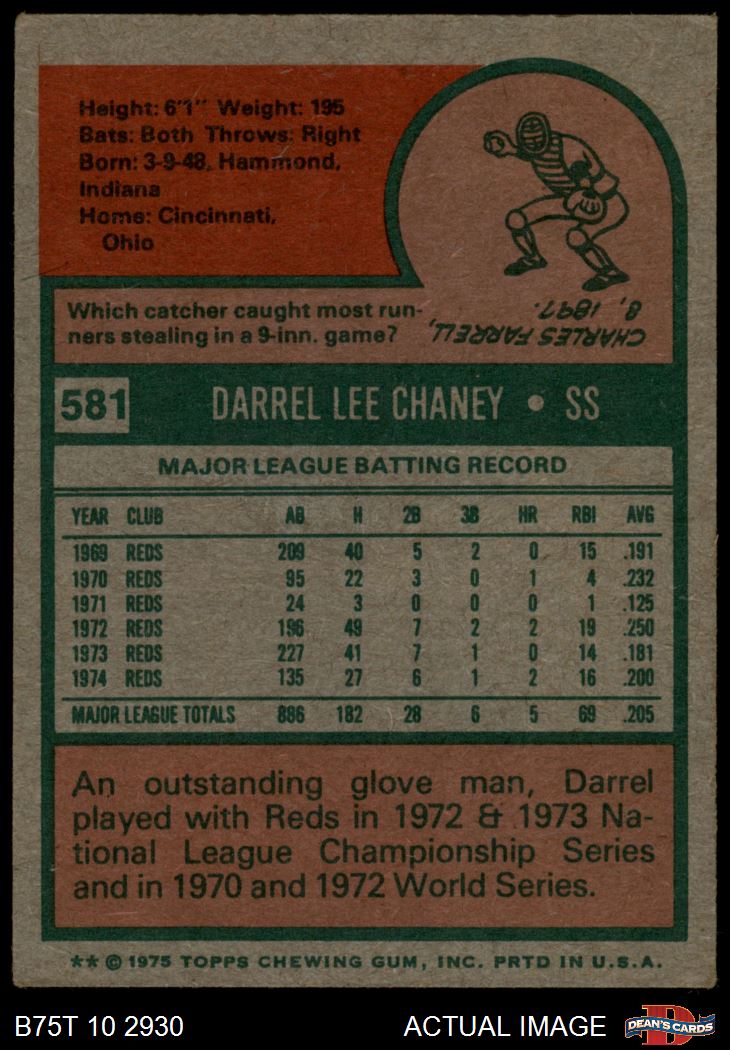 Height: 6'1" Weight: 195
Bats: Both Throws: Right
Born: 3-9-48, Hammond,
Indiana
Home: Cincinnati,
Ohio
Which catcher caught most run-
ners stealing in a 9-inn. game?
CHARLES FARRELL,
8, 1897.
581 DARREL LEE CHANEY • SS
MAJOR LEAGUE BATTING RECORD
YEAR CLUB AB H 2B 3B HR RBI AVG
1969 REDS 209 40 5 2 0 15 .191
1970 REDS 95 22 3 0 1 4 .232
1971 REDS 24 3 0 0 0 1 .125
1972 REDS 196 49 7 2 2 19 .250
1973 REDS 227 41 7 1 0 14 .181
1974 REDS 135 27 6 1 2 16 .200
MAJOR LEAGUE TOTALS 886 182 28 6 5 69 .205
An outstanding glove man, Darrel
played with Reds in 1972 & 1973 Na-
tional League Championship Series
and in 1970 and 1972 World Series.
** © 1975 TOPPS CHEWING GUM, INC. PRTD IN U.S.A.
B75T 10 2930 ACTUAL IMAGE D DEAN'S CARDS